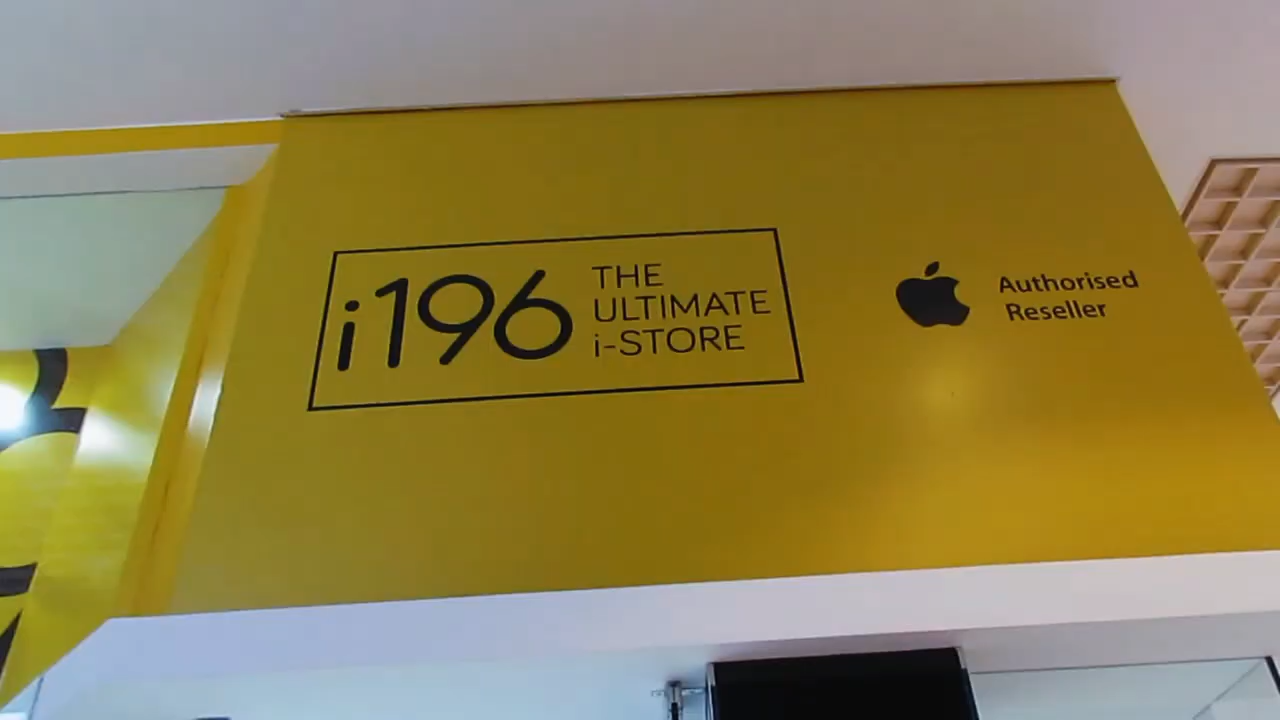 i196
THE
ULTIMATE
i-STORE
Authorised
Reseller